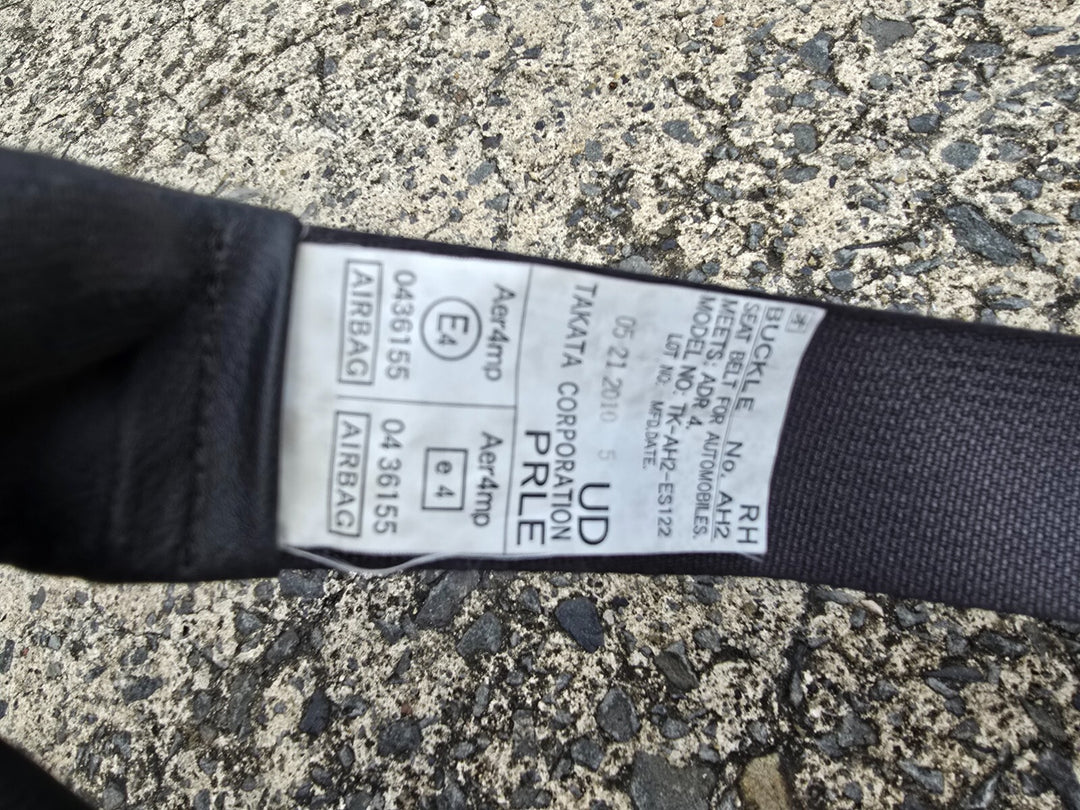 RH
BUCKLE No. AH2
SEAT BELT FOR AUTOMOBILES.
MEETS; ADR 4.
MODEL NO: TK-AH2-ES122
LOT NO: MFD.DATE.
05 21 2010 5 UD
TAKATA CORPORATION
PRLE
Aer4mp
E4
0436155
AIRBAG
Aer4mp
e 4
04 36155
AIRBAG